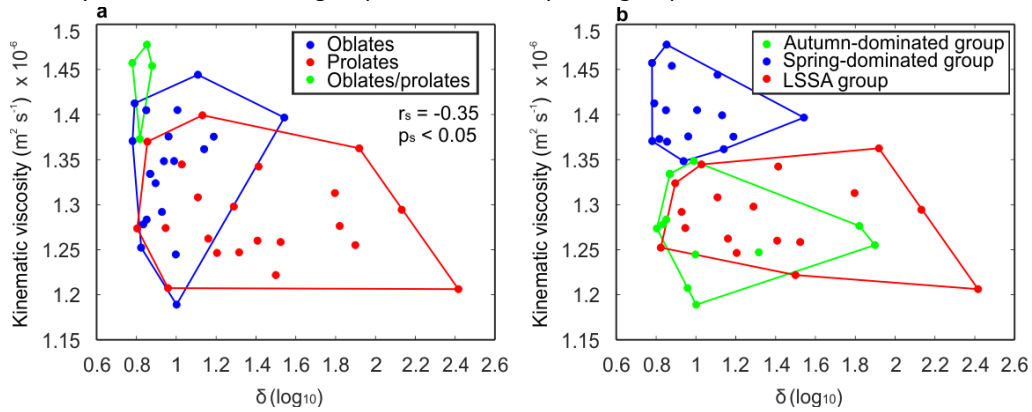 a
Kinematic viscosity (m² s⁻¹) x 10⁻⁶
1.5
1.45
1.4
1.35
1.3
1.25
1.2
1.15
Oblates
Prolates
Oblates/prolates
rₛ = -0.35
pₛ < 0.05
0.6 0.8 1 1.2 1.4 1.6 1.8 2 2.2 2.4 2.6
δ (log₁₀)
b
Kinematic viscosity (m² s⁻¹) x 10⁻⁶
1.5
1.45
1.4
1.35
1.3
1.25
1.2
1.15
Autumn-dominated group
Spring-dominated group
LSSA group
0.6 0.8 1 1.2 1.4 1.6 1.8 2 2.2 2.4 2.6
δ (log₁₀)